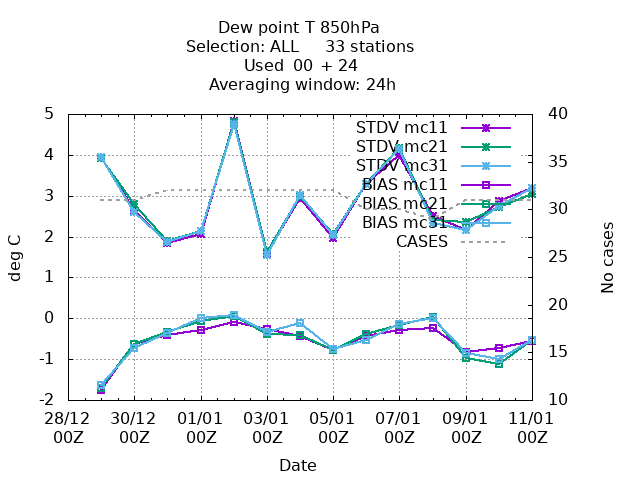 Dew point T 850hPa
Selection: ALL     33 stations
Used  00 + 24
Averaging window: 24h
deg C
No cases
5
4
3
2
1
0
-1
-2
40
35
30
25
20
15
10
STDV mc11
STDV mc21
STDV mc31
BIAS mc11
BIAS mc21
BIAS mc31
CASES
28/12 30/12 01/01 03/01 05/01 07/01 09/01 11/01
00Z 00Z 00Z 00Z 00Z 00Z 00Z 00Z
Date